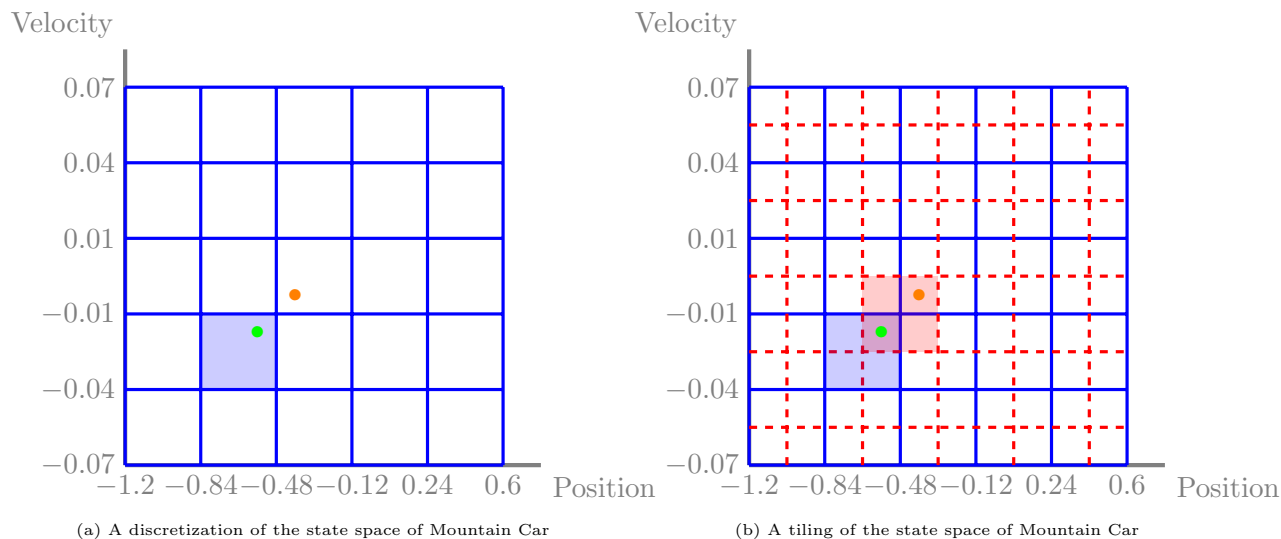 Velocity
0.07
0.04
0.01
−0.01
−0.04
−0.07
−1.2 −0.84 −0.48 −0.12 0.24 0.6 Position
(a) A discretization of the state space of Mountain Car
Velocity
0.07
0.04
0.01
−0.01
−0.04
−0.07
−1.2 −0.84 −0.48 −0.12 0.24 0.6 Position
(b) A tiling of the state space of Mountain Car